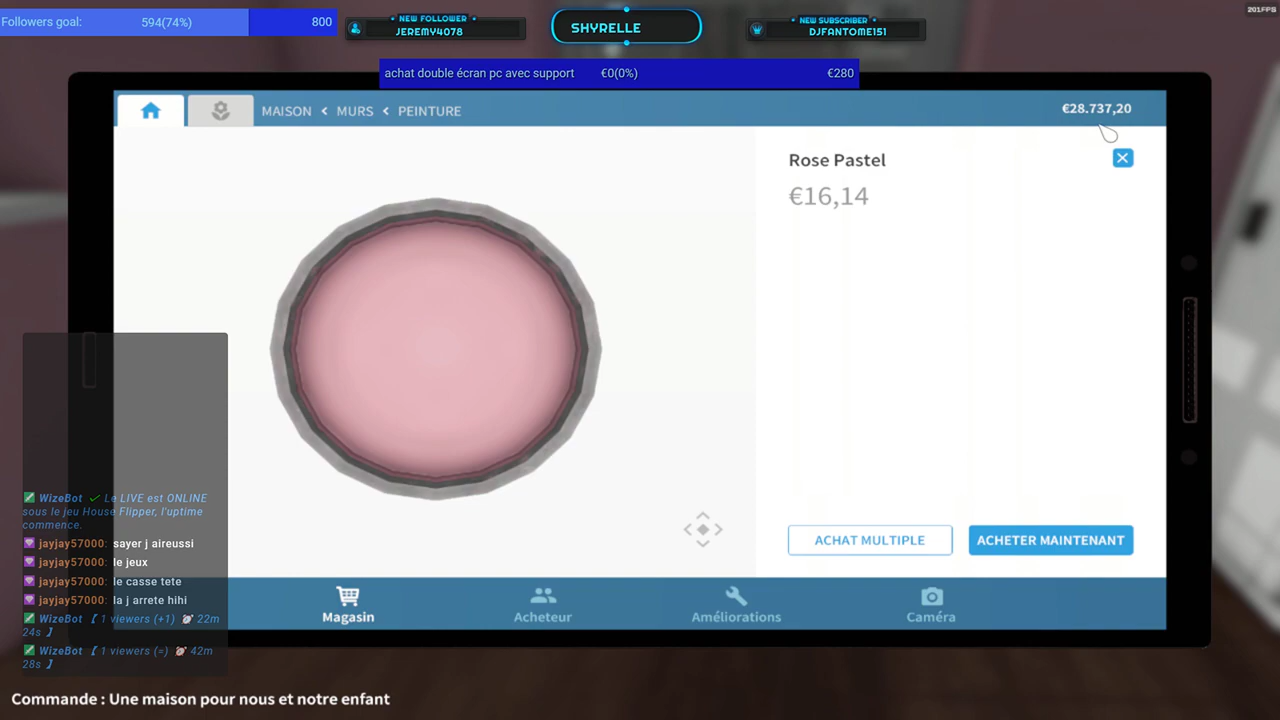 Followers goal:
594(74%)
800
NEW FOLLOWER
JEREMY4078
SHYRELLE
NEW SUBSCRIBER
DJFANTOME151
201FPS
achat double écran pc avec support
€0(0%)
€280
MAISON < MURS < PEINTURE
€28.737,20
Rose Pastel
€16,14
ACHAT MULTIPLE
ACHETER MAINTENANT
Magasin
Acheteur
Améliorations
Caméra
WizeBot ✓ Le LIVE est ONLINE
sous le jeu House Flipper, l'uptime
commence.
jayjay57000: sayer j aireussi
jayjay57000: le jeux
jayjay57000: le casse tete
jayjay57000: la j arrete hihi
WizeBot 【 1 viewers (+1) 22m
24s 】
WizeBot 【 1 viewers (=) 42m
28s 】
Commande : Une maison pour nous et notre enfant